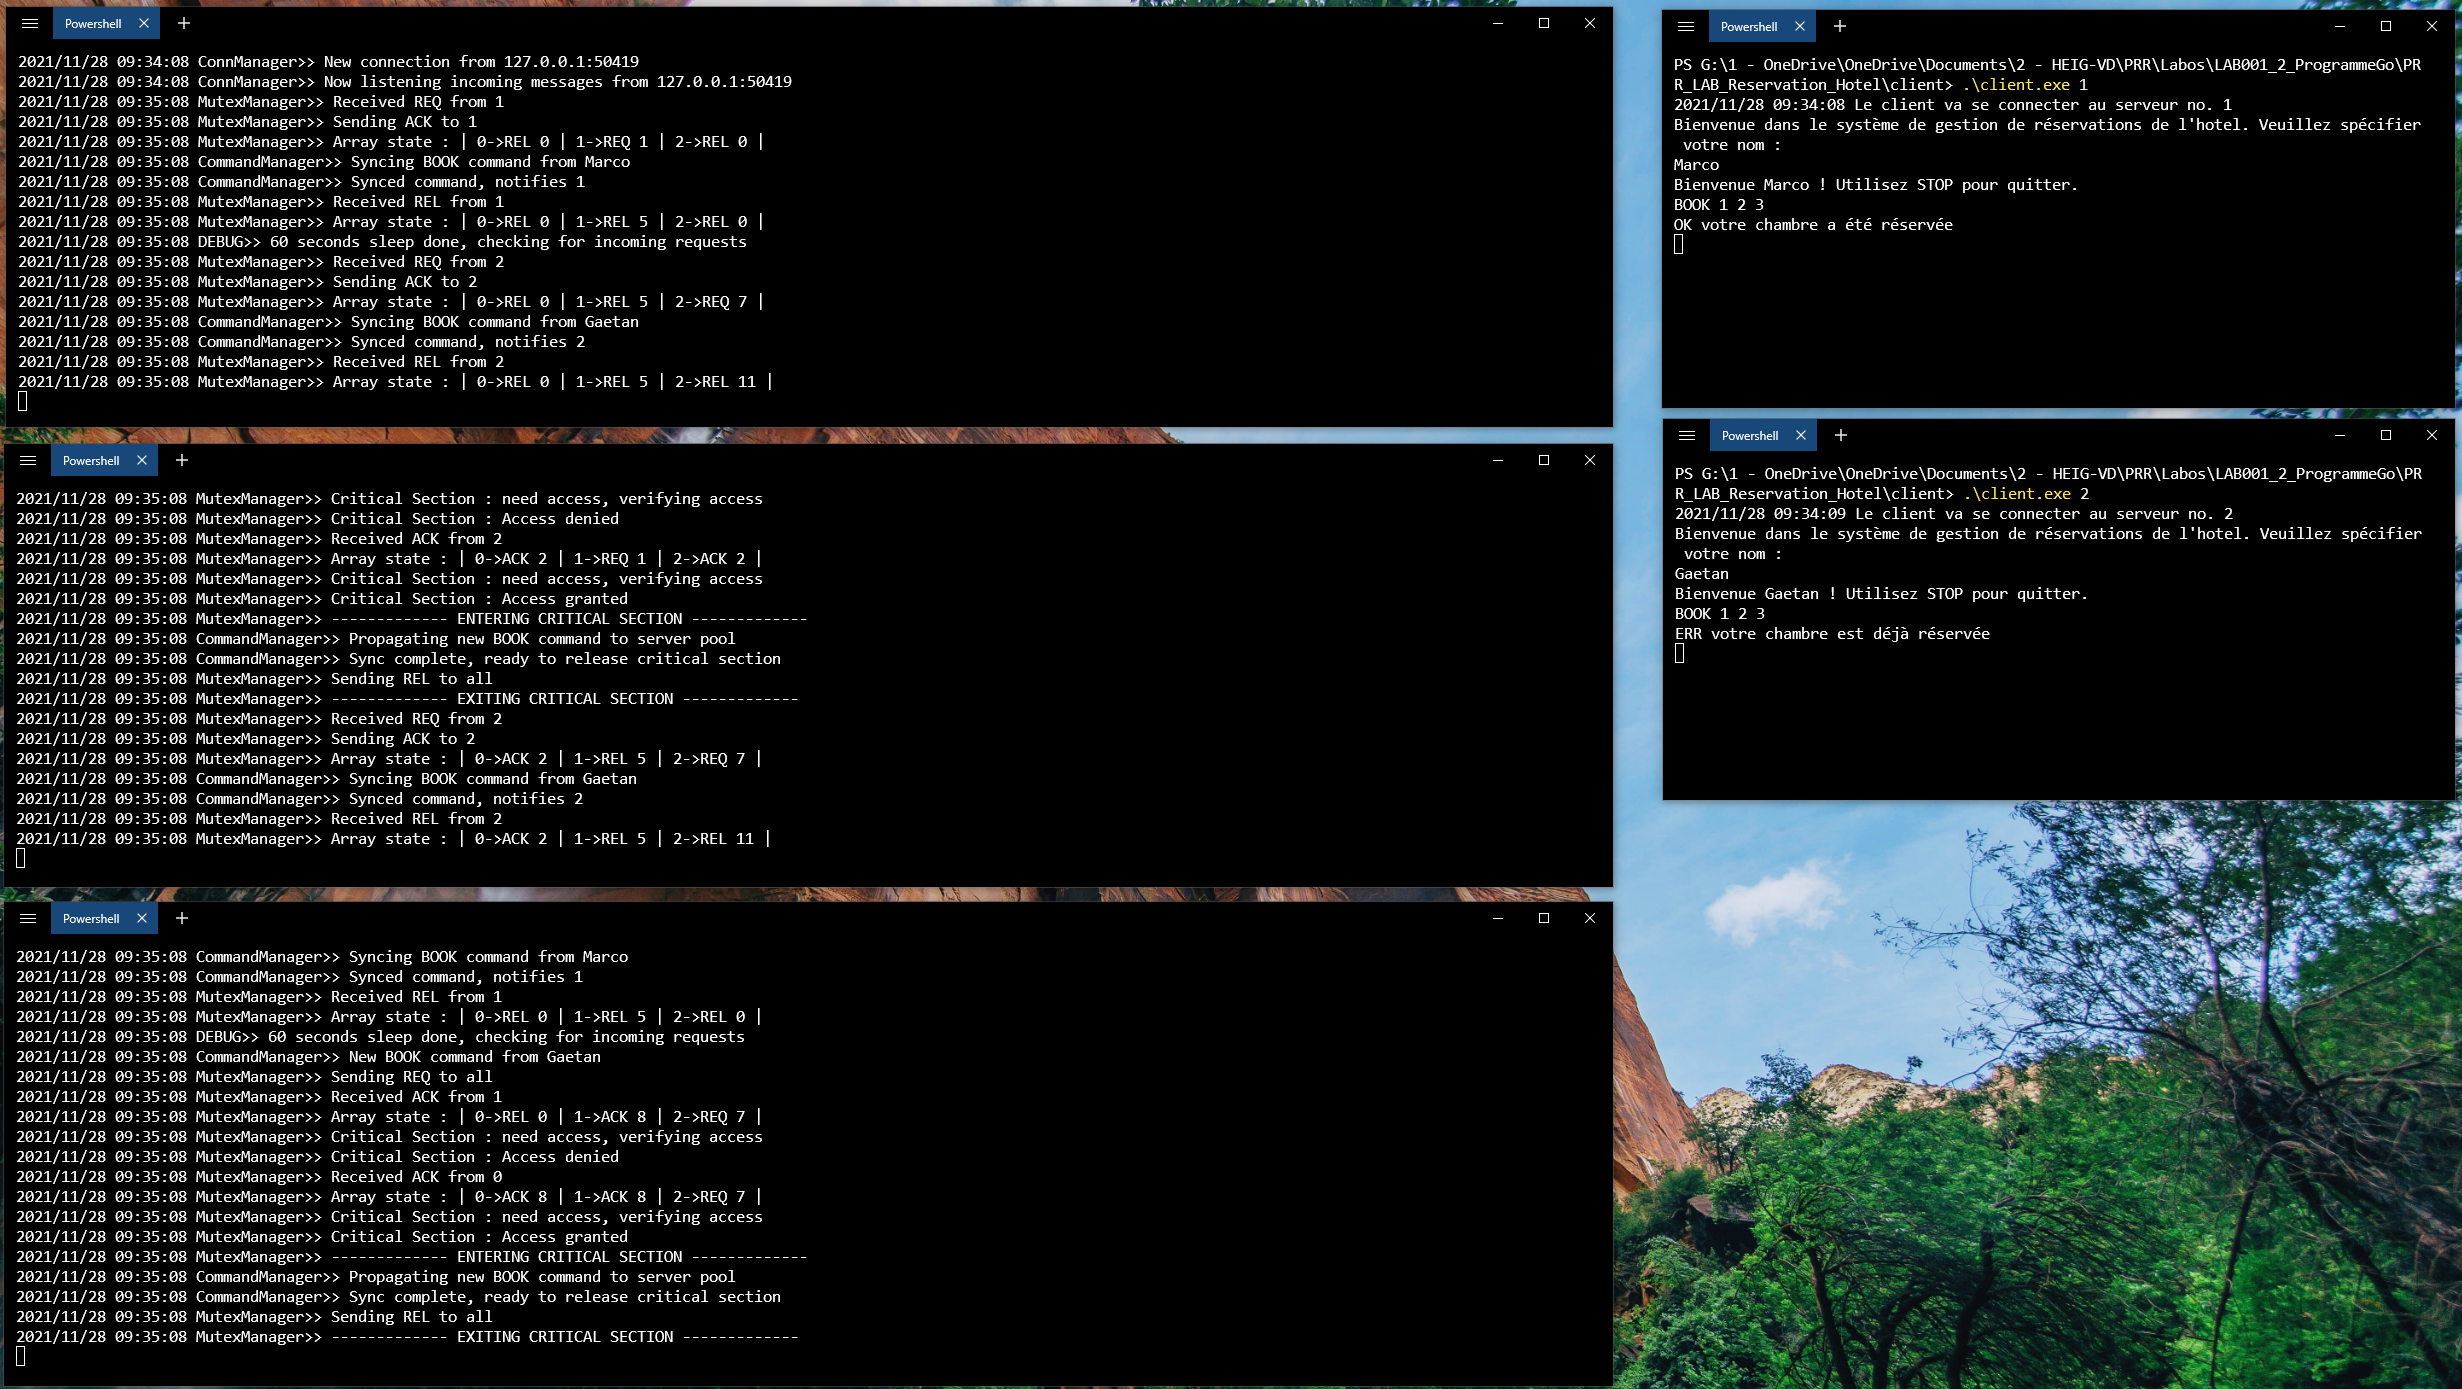 Powershell
2021/11/28 09:34:08 ConnManager>> New connection from 127.0.0.1:50419
2021/11/28 09:34:08 ConnManager>> Now listening incoming messages from 127.0.0.1:50419
2021/11/28 09:35:08 MutexManager>> Received REQ from 1
2021/11/28 09:35:08 MutexManager>> Sending ACK to 1
2021/11/28 09:35:08 MutexManager>> Array state : | 0->REL 0 | 1->REQ 1 | 2->REL 0 |
2021/11/28 09:35:08 CommandManager>> Syncing BOOK command from Marco
2021/11/28 09:35:08 CommandManager>> Synced command, notifies 1
2021/11/28 09:35:08 MutexManager>> Received REL from 1
2021/11/28 09:35:08 MutexManager>> Array state : | 0->REL 0 | 1->REL 5 | 2->REL 0 |
2021/11/28 09:35:08 DEBUG>> 60 seconds sleep done, checking for incoming requests
2021/11/28 09:35:08 MutexManager>> Received REQ from 2
2021/11/28 09:35:08 MutexManager>> Sending ACK to 2
2021/11/28 09:35:08 MutexManager>> Array state : | 0->REL 0 | 1->REL 5 | 2->REQ 7 |
2021/11/28 09:35:08 CommandManager>> Syncing BOOK command from Gaetan
2021/11/28 09:35:08 CommandManager>> Synced command, notifies 2
2021/11/28 09:35:08 MutexManager>> Received REL from 2
2021/11/28 09:35:08 MutexManager>> Array state : | 0->REL 0 | 1->REL 5 | 2->REL 11 |
Powershell
2021/11/28 09:35:08 MutexManager>> Critical Section : need access, verifying access
2021/11/28 09:35:08 MutexManager>> Critical Section : Access denied
2021/11/28 09:35:08 MutexManager>> Received ACK from 2
2021/11/28 09:35:08 MutexManager>> Array state : | 0->ACK 2 | 1->REQ 1 | 2->ACK 2 |
2021/11/28 09:35:08 MutexManager>> Critical Section : need access, verifying access
2021/11/28 09:35:08 MutexManager>> Critical Section : Access granted
2021/11/28 09:35:08 MutexManager>> ------------- ENTERING CRITICAL SECTION -------------
2021/11/28 09:35:08 CommandManager>> Propagating new BOOK command to server pool
2021/11/28 09:35:08 CommandManager>> Sync complete, ready to release critical section
2021/11/28 09:35:08 MutexManager>> Sending REL to all
2021/11/28 09:35:08 MutexManager>> ------------- EXITING CRITICAL SECTION -------------
2021/11/28 09:35:08 MutexManager>> Received REQ from 2
2021/11/28 09:35:08 MutexManager>> Sending ACK to 2
2021/11/28 09:35:08 MutexManager>> Array state : | 0->ACK 2 | 1->REL 5 | 2->REQ 7 |
2021/11/28 09:35:08 CommandManager>> Syncing BOOK command from Gaetan
2021/11/28 09:35:08 CommandManager>> Synced command, notifies 2
2021/11/28 09:35:08 MutexManager>> Received REL from 2
2021/11/28 09:35:08 MutexManager>> Array state : | 0->ACK 2 | 1->REL 5 | 2->REL 11 |
Powershell
2021/11/28 09:35:08 CommandManager>> Syncing BOOK command from Marco
2021/11/28 09:35:08 CommandManager>> Synced command, notifies 1
2021/11/28 09:35:08 MutexManager>> Received REL from 1
2021/11/28 09:35:08 MutexManager>> Array state : | 0->REL 0 | 1->REL 5 | 2->REL 0 |
2021/11/28 09:35:08 DEBUG>> 60 seconds sleep done, checking for incoming requests
2021/11/28 09:35:08 CommandManager>> New BOOK command from Gaetan
2021/11/28 09:35:08 MutexManager>> Sending REQ to all
2021/11/28 09:35:08 MutexManager>> Received ACK from 1
2021/11/28 09:35:08 MutexManager>> Array state : | 0->REL 0 | 1->ACK 8 | 2->REQ 7 |
2021/11/28 09:35:08 MutexManager>> Critical Section : need access, verifying access
2021/11/28 09:35:08 MutexManager>> Critical Section : Access denied
2021/11/28 09:35:08 MutexManager>> Received ACK from 0
2021/11/28 09:35:08 MutexManager>> Array state : | 0->ACK 8 | 1->ACK 8 | 2->REQ 7 |
2021/11/28 09:35:08 MutexManager>> Critical Section : need access, verifying access
2021/11/28 09:35:08 MutexManager>> Critical Section : Access granted
2021/11/28 09:35:08 MutexManager>> ------------- ENTERING CRITICAL SECTION -------------
2021/11/28 09:35:08 CommandManager>> Propagating new BOOK command to server pool
2021/11/28 09:35:08 CommandManager>> Sync complete, ready to release critical section
2021/11/28 09:35:08 MutexManager>> Sending REL to all
2021/11/28 09:35:08 MutexManager>> ------------- EXITING CRITICAL SECTION -------------
Powershell
PS G:\1 - OneDrive\OneDrive\Documents\2 - HEIG-VD\PRR\Labos\LAB001_2_ProgrammeGo\PR
R_LAB_Reservation_Hotel\client> .\client.exe 1
2021/11/28 09:34:08 Le client va se connecter au serveur no. 1
Bienvenue dans le système de gestion de réservations de l'hotel. Veuillez spécifier
votre nom :
Marco
Bienvenue Marco ! Utilisez STOP pour quitter.
BOOK 1 2 3
OK votre chambre a été réservée
Powershell
PS G:\1 - OneDrive\OneDrive\Documents\2 - HEIG-VD\PRR\Labos\LAB001_2_ProgrammeGo\PR
R_LAB_Reservation_Hotel\client> .\client.exe 2
2021/11/28 09:34:09 Le client va se connecter au serveur no. 2
Bienvenue dans le système de gestion de réservations de l'hotel. Veuillez spécifier
votre nom :
Gaetan
Bienvenue Gaetan ! Utilisez STOP pour quitter.
BOOK 1 2 3
ERR votre chambre est déjà réservée